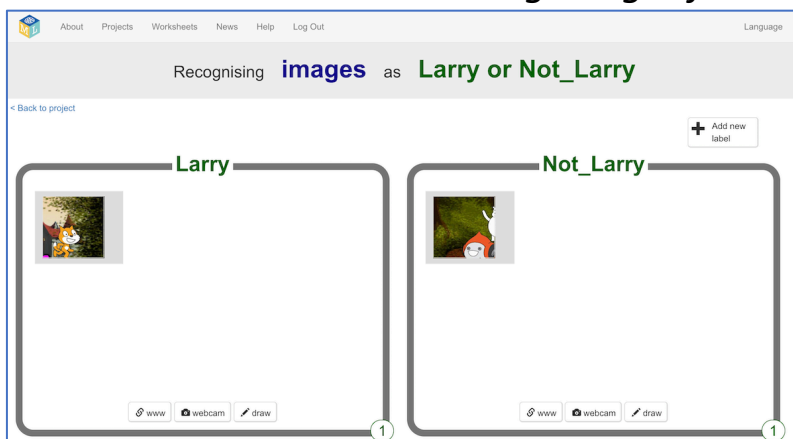 About Projects Worksheets News Help Log Out Language
Recognising images as Larry or Not_Larry
< Back to project
Add new
label
Larry
Not_Larry
www webcam draw
1
www webcam draw
1